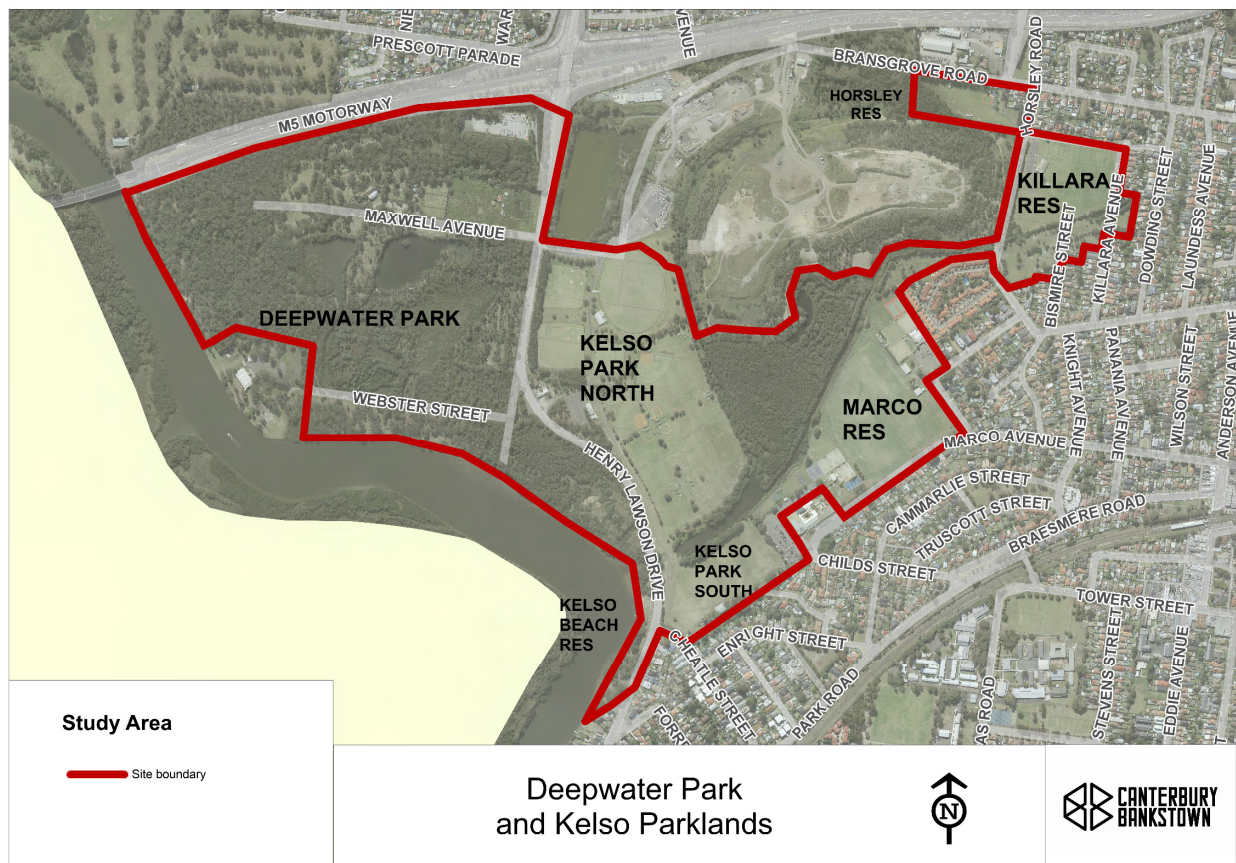 PRESCOTT PARADE
WAR
AVENUE
M5 MOTORWAY
BRANSGROVE ROAD
HORSLEY ROAD
HORSLEY
RES
KILLARA
RES
DOWDING STREET
LAUNDESS AVENUE
KILLARA AVENUE
BISMIRE STREET
MAXWELL AVENUE
DEEPWATER PARK
KELSO
PARK
NORTH
WEBSTER STREET
HENRY LAWSON DRIVE
MARCO
RES
KNIGHT AVENUE
PANANIA AVENUE
WILSON STREET
ANDERSON AVENUE
MARCO AVENUE
CAMMARLIE STREET
TRUSCOTT STREET
BRAESMERE ROAD
KELSO
PARK
SOUTH
CHILDS STREET
TOWER STREET
KELSO
BEACH
RES
ENRIGHT STREET
CHEATLE STREET
PARK ROAD
FORR
AS ROAD
STEVENS STREET
EDDIE AVENUE
Study Area
Site boundary
Deepwater Park
and Kelso Parklands
N
CANTERBURY
BANKSTOWN